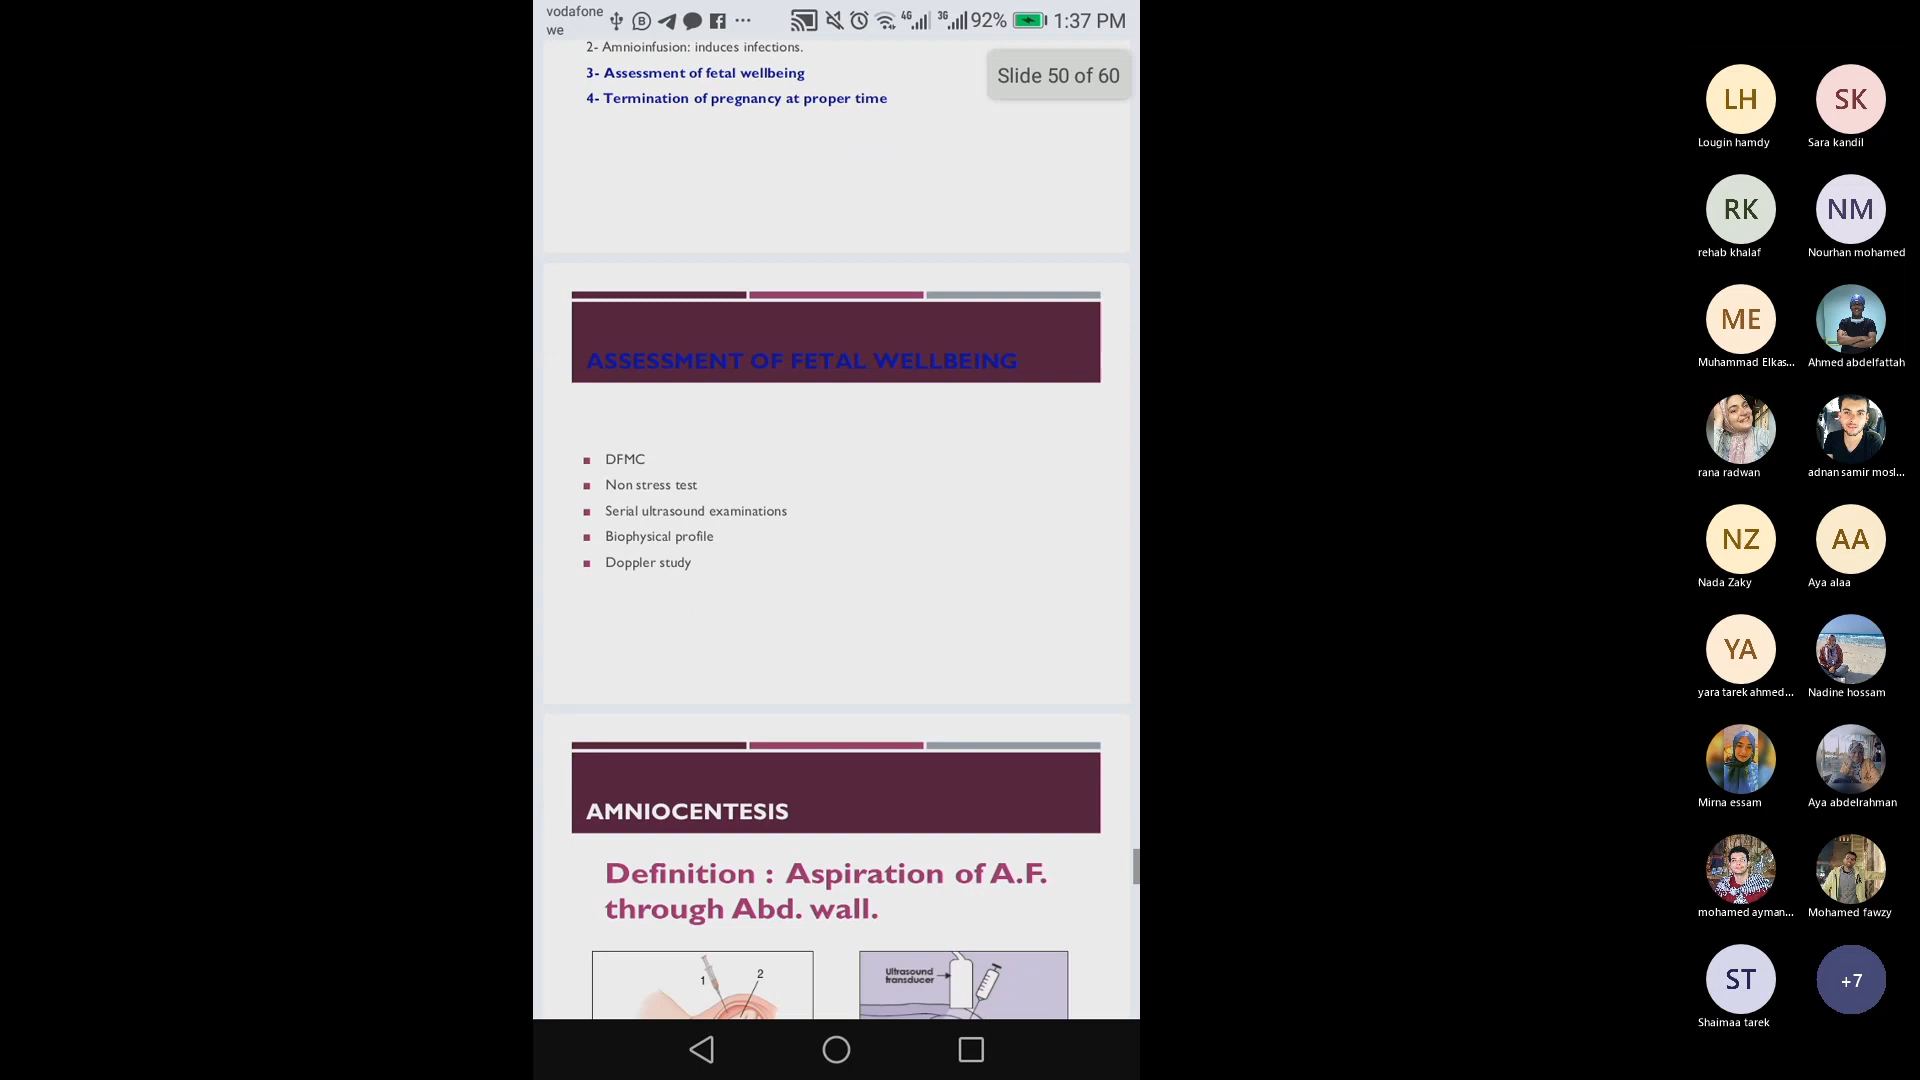 vodafone
we
4G 3G 92% 1:37 PM
2- Amnioinfusion: induces infections.
3- Assessment of fetal wellbeing
4- Termination of pregnancy at proper time
Slide 50 of 60
ASSESSMENT OF FETAL WELLBEING
DFMC
Non stress test
Serial ultrasound examinations
Biophysical profile
Doppler study
AMNIOCENTESIS
Definition : Aspiration of A.F.
through Abd. wall.
1
2
Ultrasound
transducer
LH
SK
Lougin hamdy
Sara kandil
RK
NM
rehab khalaf
Nourhan mohamed
ME
Muhammad Elkas...
Ahmed abdelfattah
rana radwan
adnan samir mosl...
NZ
AA
Nada Zaky
Aya alaa
YA
yara tarek ahmed...
Nadine hossam
Mirna essam
Aya abdelrahman
mohamed ayman...
Mohamed fawzy
ST
+7
Shaimaa tarek